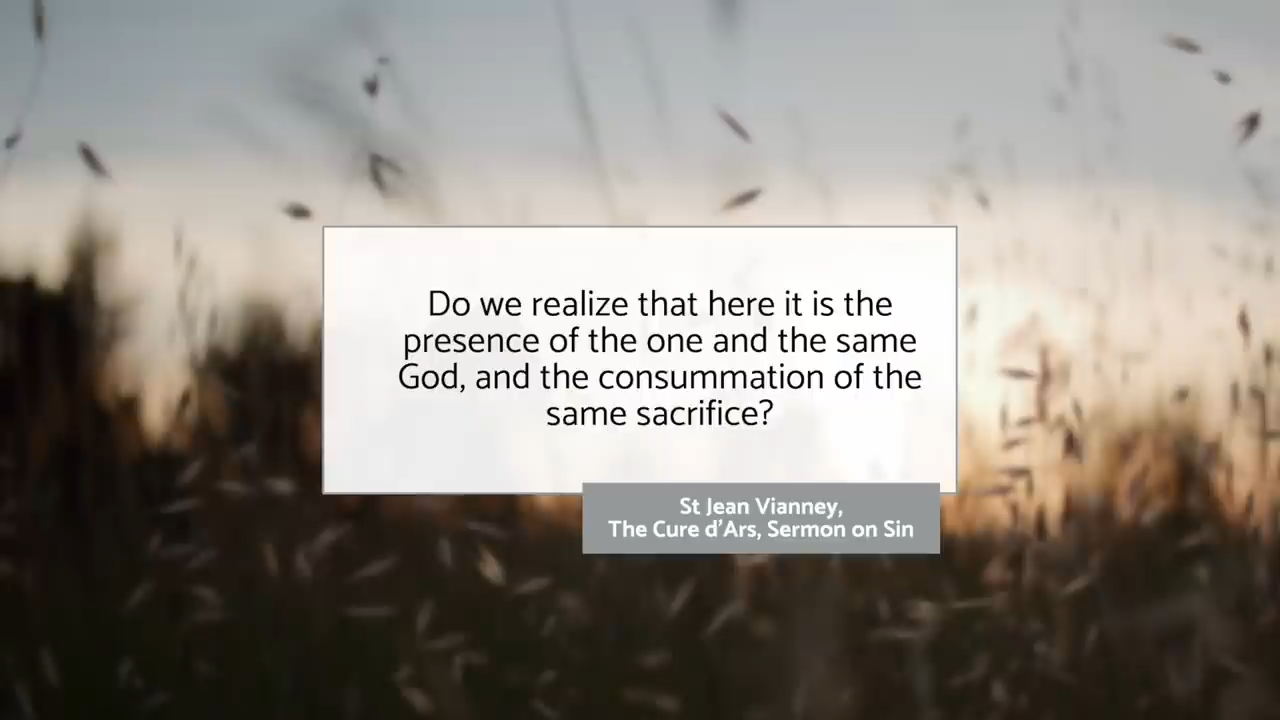 Do we realize that here it is the
presence of the one and the same
God, and the consummation of the
same sacrifice?
St Jean Vianney,
The Cure d'Ars, Sermon on Sin